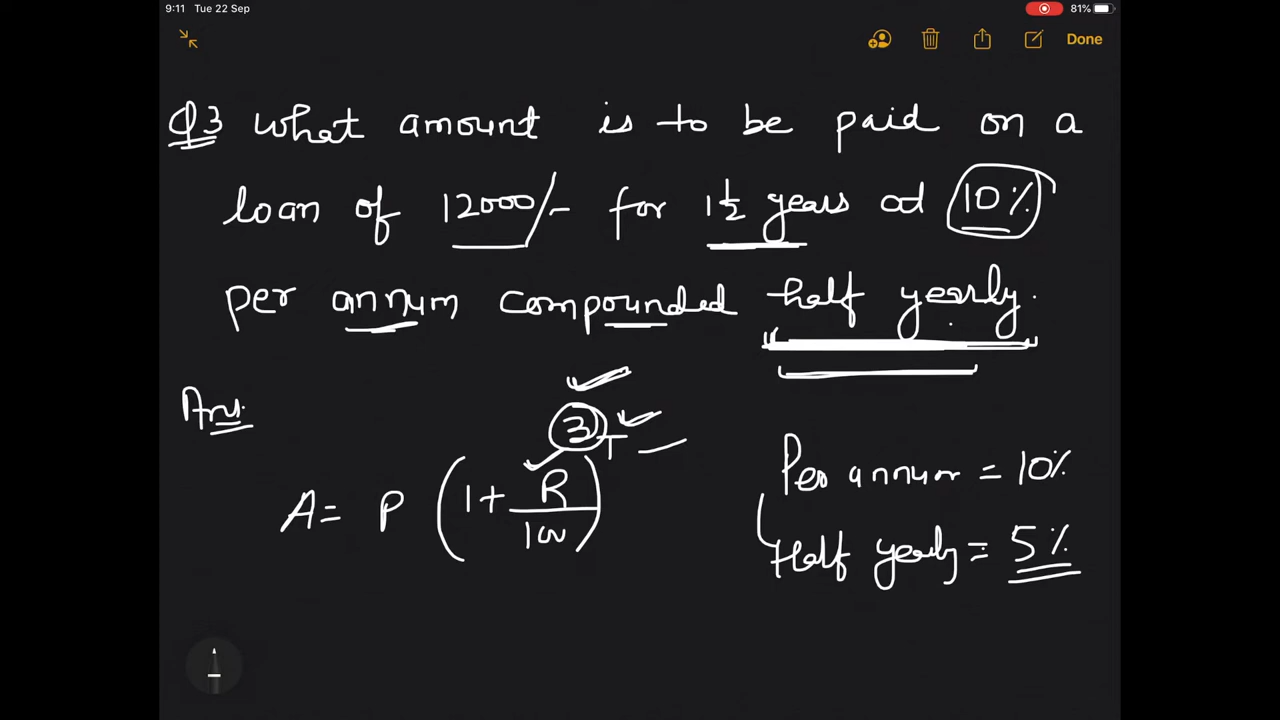 9:11 Tue 22 Sep
81%
Done
Q3 What amount is to be paid on a
loan of 12000/- for 1½ years at 10%
per annum compounded half yearly.
Ans
3 T
A = P (1 + R/100)
Per annum = 10%
Half yearly = 5%